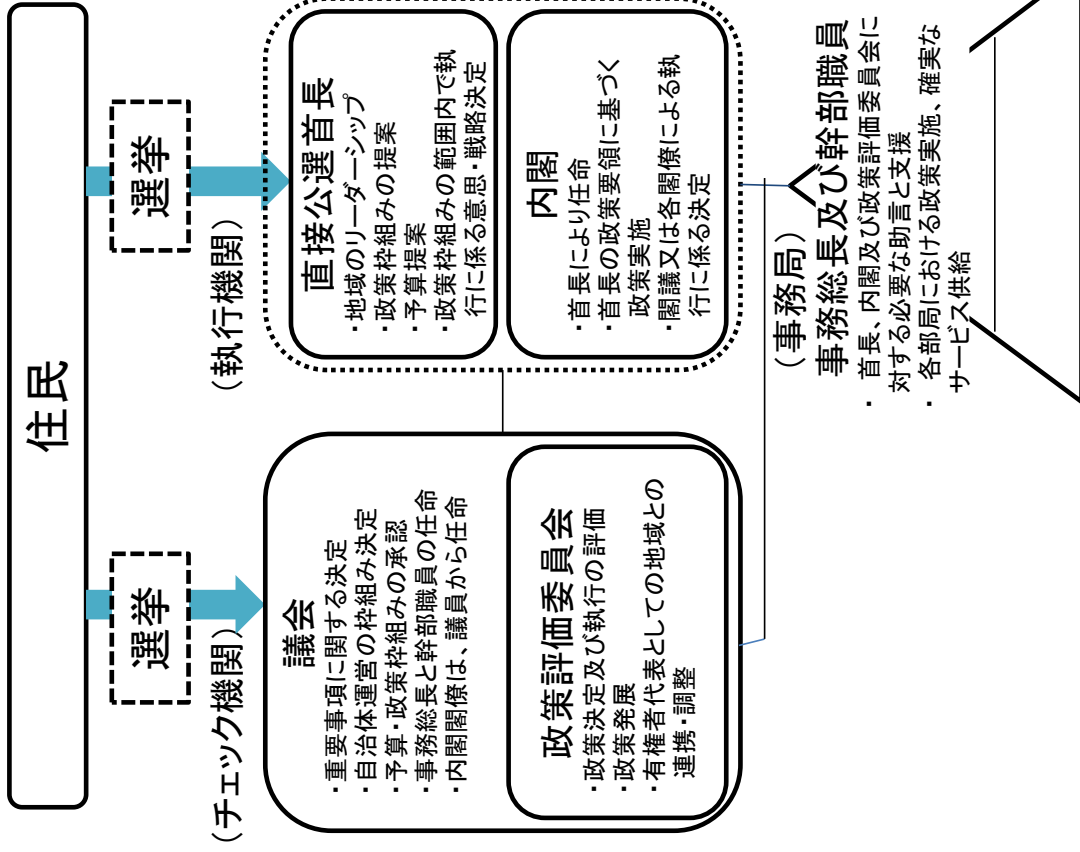 住民
選挙
選挙
(チェック機関)
議会
・重要事項に関する決定
・自治体運営の枠組み決定
・予算・政策枠組みの承認
・事務総長と幹部職員の任命
・内閣閣僚は、議員から任命
政策評価委員会
・政策決定及び執行の評価
・政策発展
・有権者代表としての地域との
連携・調整
(執行機関)
直接公選首長
・地域のリーダーシップ
・政策枠組みの提案
・予算提案
・政策枠組みの範囲内で執
行に係る意思・戦略決定
内閣
・首長により任命
・首長の政策要領に基づく
政策実施
・閣議又は各閣僚による執
行に係る決定
(事務局)
事務総長及び幹部職員
・ 首長、内閣及び政策評価委員会に
対する必要な助言と支援
・ 各部局における政策実施、確実な
サービス供給